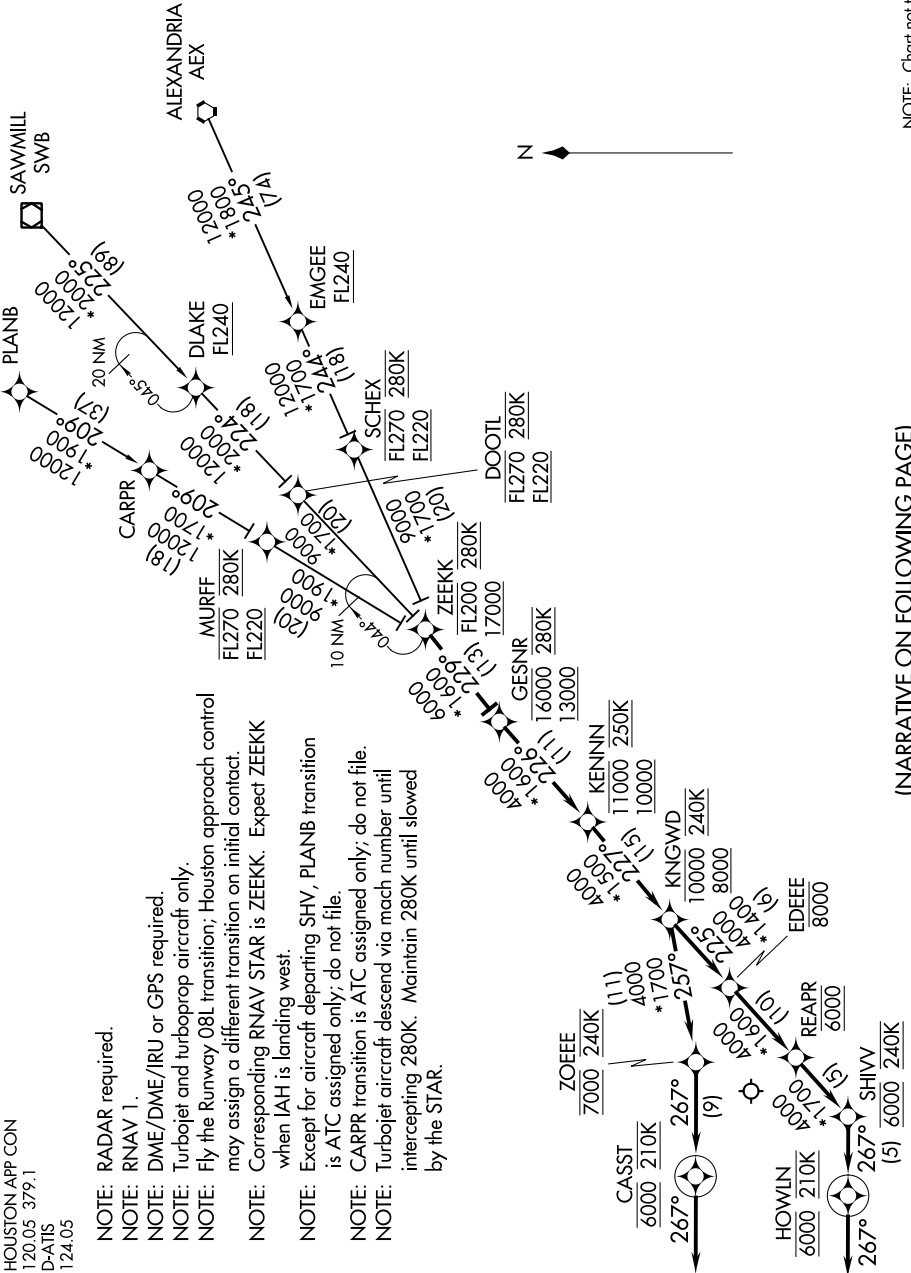 HOUSTON APP CON
120.05 379.1
D-ATIS
124.05
NOTE: RADAR required.
NOTE: RNAV 1.
NOTE: DME/DME/IRU or GPS required.
NOTE: Turbojet and turboprop aircraft only.
NOTE: Fly the Runway 08L transition; Houston approach control
may assign a different transition on initial contact.
NOTE: Corresponding RNAV STAR is ZEEKK. Expect ZEEKK
when IAH is landing west.
NOTE: Except for aircraft departing SHV, PLANB transition
is ATC assigned only; do not file.
NOTE: CARPR transition is ATC assigned only; do not file.
NOTE: Turbojet aircraft descend via mach number until
intercepting 280K. Maintain 280K until slowed
by the STAR.
PLANB
12000
*1900
209°
(37)
CARPR
(18)
12000
*1700
209°
MURFF
FL270 280K
FL220
(20)
9000
*1900
SAWMILL
SWB
12000
*2000
225°
(89)
20 NM
045°
DLAKE
FL240
12000
*2000
224°
(18)
DOOTL
FL270 280K
FL220
9000
*1700
(20)
ALEXANDRIA
AEX
12000
*1800
245°
(74)
EMGEE
FL240
12000
*1700
244°
(18)
SCHEX
FL270 280K
FL220
9000
*1700
(20)
10 NM
044°
ZEEKK
FL200 280K
17000
6000
*1600
229°
(13)
GESNR
16000 280K
13000
4000
*1600
226°
(11)
KENNN
11000 250K
10000
4000
*1500
227°
(15)
KNGWD
10000 240K
8000
(11)
4000
*1700
257°
ZOEEE
7000 240K
267°
(9)
CASST
6000 210K
267°
225°
4000
*1400
(6)
EDEEE
8000
4000
*1600
(10)
REAPR
6000
4000
*1700
(5)
SHIVV
6000 240K
267°
(5)
HOWLN
6000 210K
267°
N
(NARRATIVE ON FOLLOWING PAGE)
NOTE: Chart not